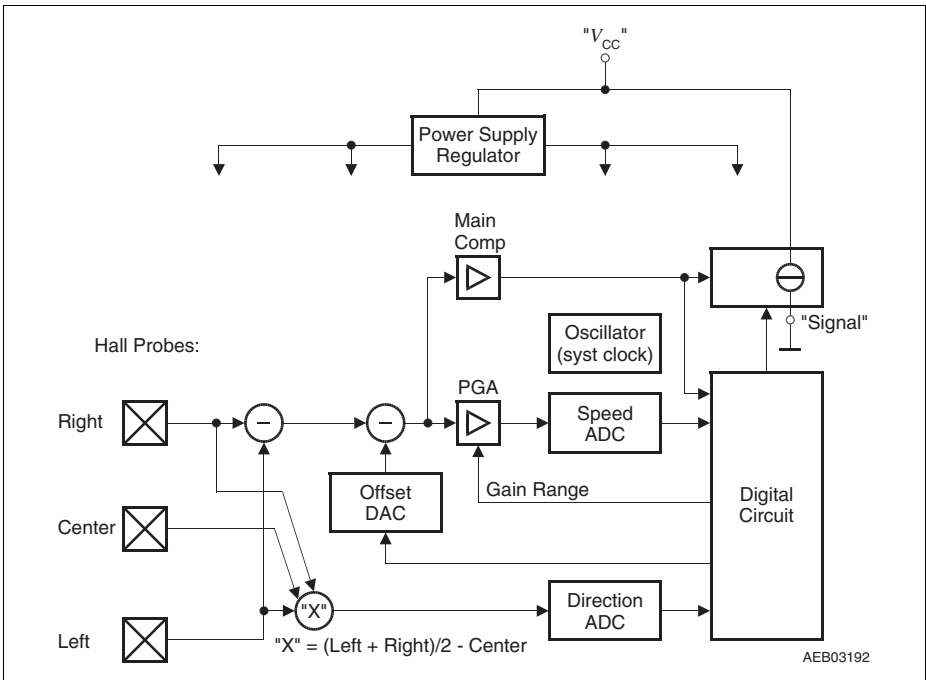 "VCC"
Power Supply
Regulator
Main
Comp
Oscillator
(syst clock)
"Signal"
Hall Probes:
PGA
Right
−
−
Speed
ADC
Offset
DAC
Gain Range
Digital
Circuit
Center
"X"
Direction
ADC
Left
"X" = (Left + Right)/2 - Center
AEB03192